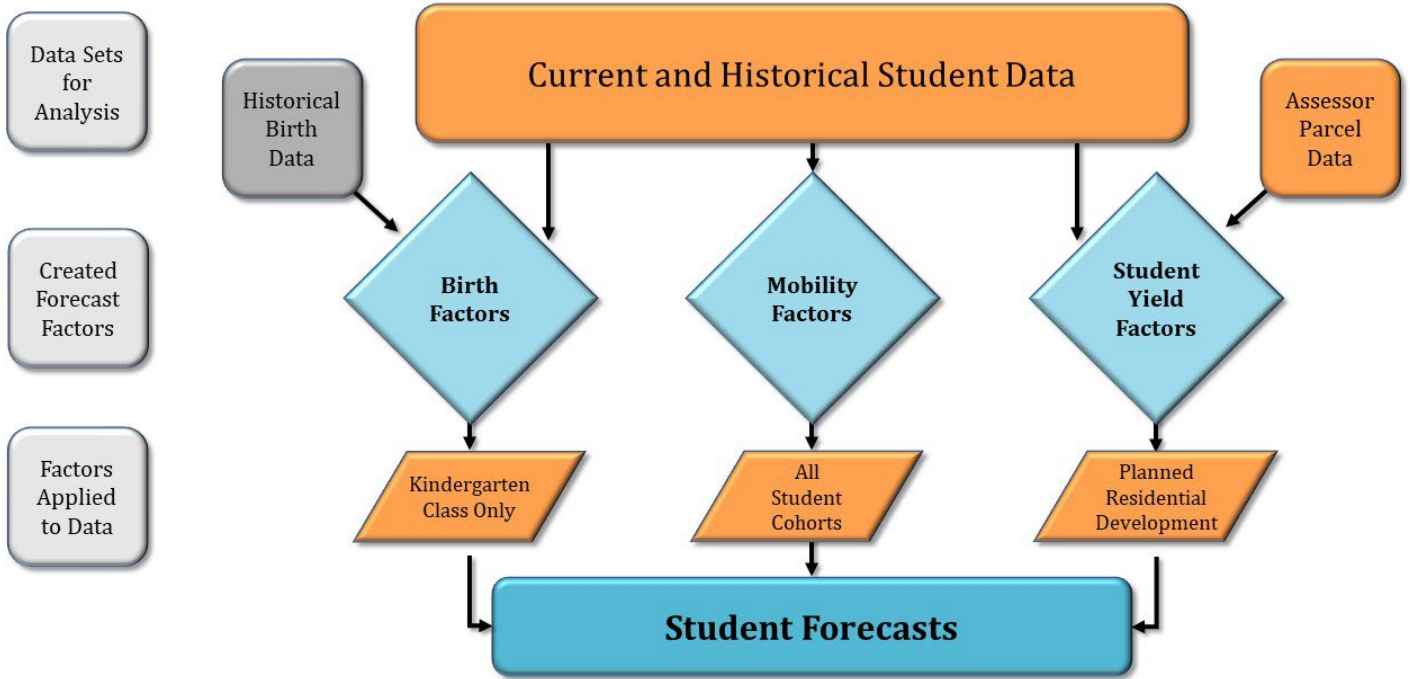 Data Sets
for
Analysis
Historical
Birth
Data
Current and Historical Student Data
Assessor
Parcel
Data
Created
Forecast
Factors
Birth
Factors
Mobility
Factors
Student
Yield
Factors
Factors
Applied
to Data
Kindergarten
Class Only
All
Student
Cohorts
Planned
Residential
Development
Student Forecasts